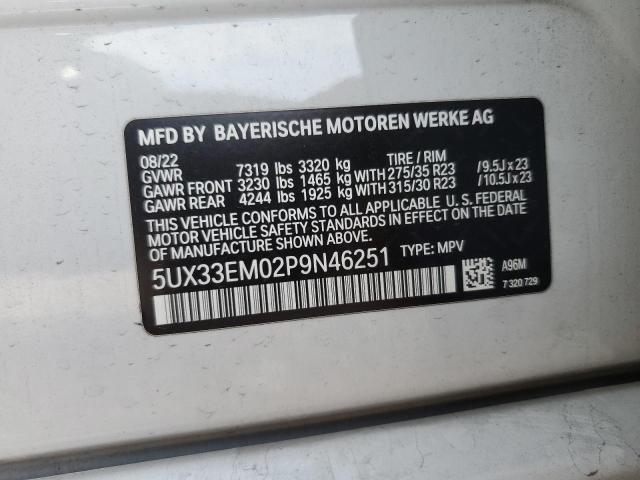 MFD BY BAYERISCHE MOTOREN WERKE AG
08/22 TIRE / RIM
GVWR 7319 lbs 3320 kg
GAWR FRONT 3230 lbs 1465 kg WITH 275/35 R23 /9.5J x 23
GAWR REAR 4244 lbs 1925 kg WITH 315/30 R23 /10.5J x 23
THIS VEHICLE CONFORMS TO ALL APPLICABLE U. S. FEDERAL
MOTOR VEHICLE SAFETY STANDARDS IN EFFECT ON THE DATE
OF MANUFACTURE SHOWN ABOVE.
5UX33EM02P9N46251 TYPE: MPV
A96M
7 320 729